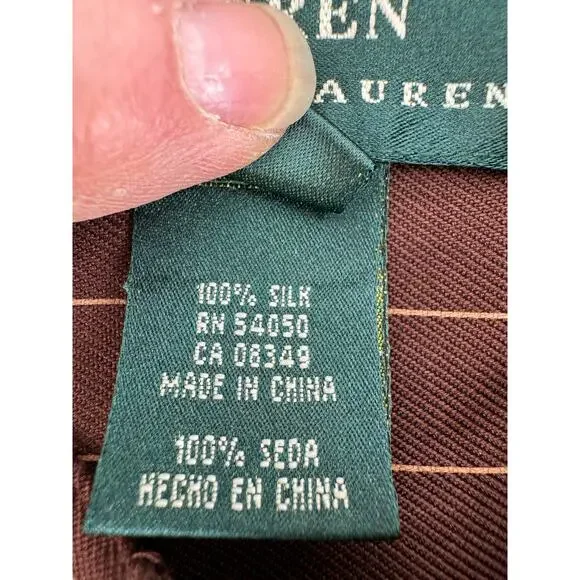 REN
AUREN
100% SILK
RN 54050
CA 08349
MADE IN CHINA
100% SEDA
HECHO EN CHINA